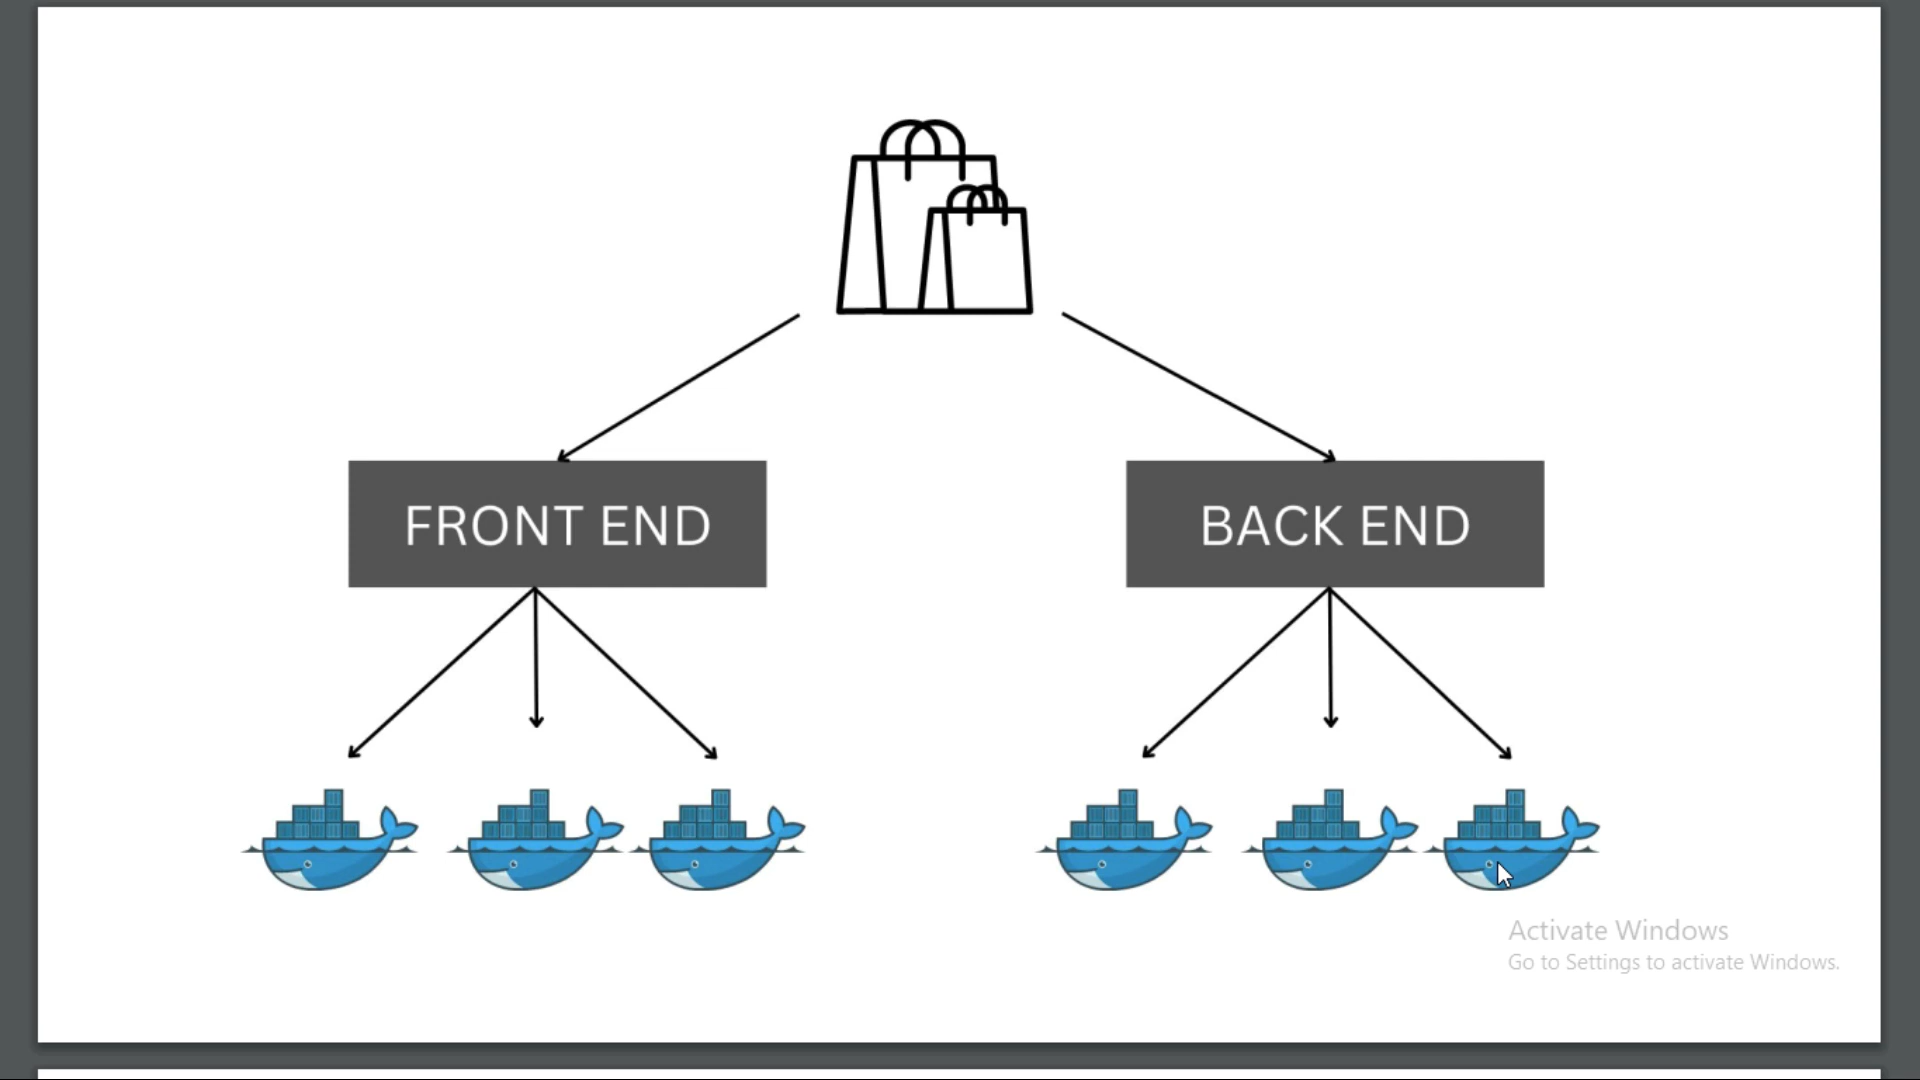 FRONT END
BACK END
Activate Windows
Go to Settings to activate Windows.